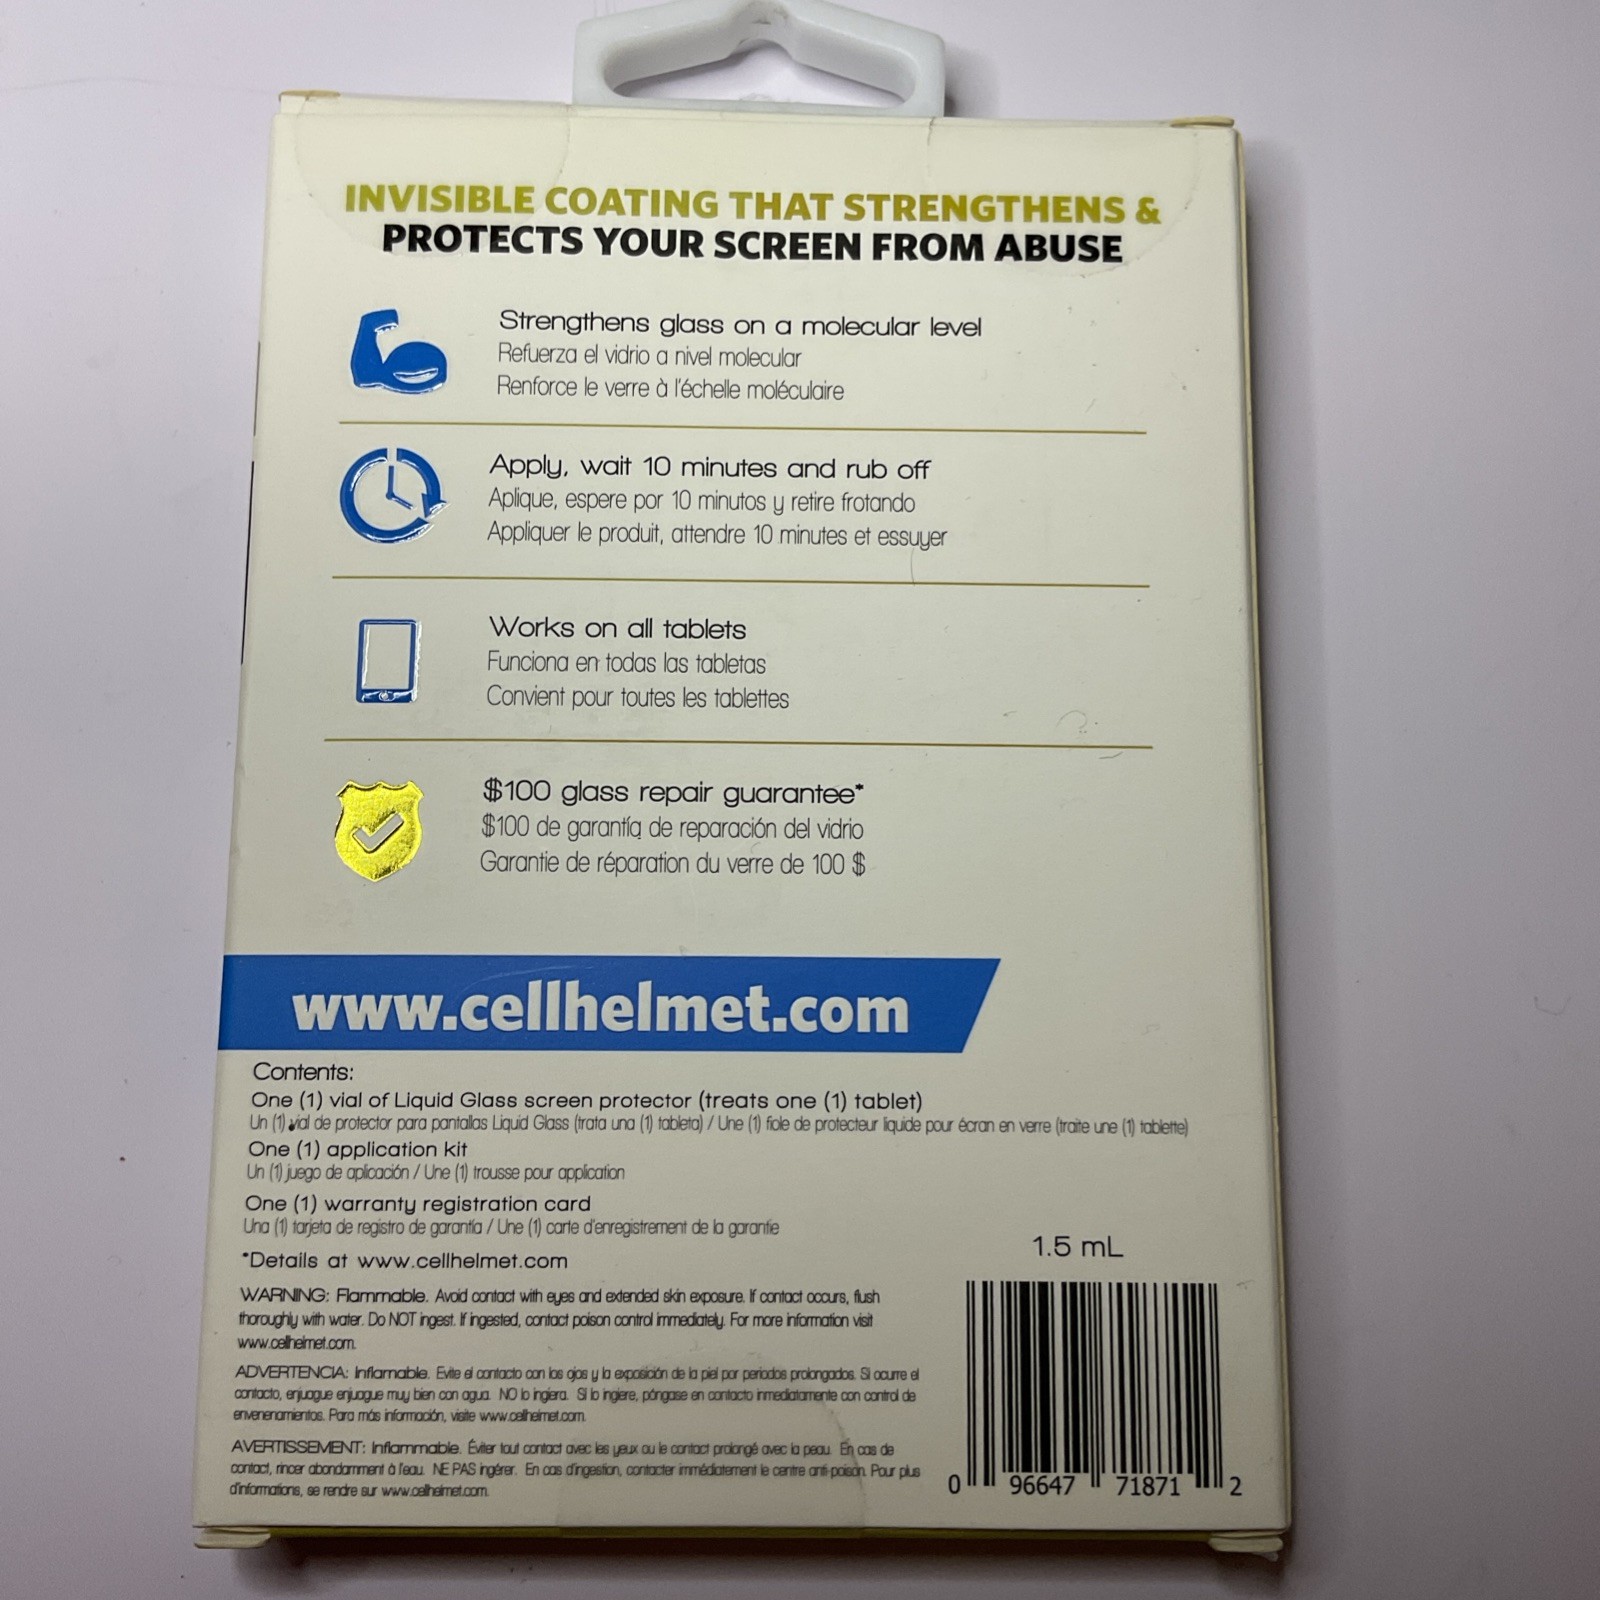 INVISIBLE COATING THAT STRENGTHENS &
PROTECTS YOUR SCREEN FROM ABUSE
Strengthens glass on a molecular level
Refuerza el vidrio a nivel molecular
Renforce le verre à l'échelle moléculaire
Apply, wait 10 minutes and rub off
Aplique, espere por 10 minutos y retire frotando
Appliquer le produit, attendre 10 minutes et essuyer
Works on all tablets
Funciona en todas las tabletas
Convient pour toutes les tablettes
$100 glass repair guarantee*
$100 de garantía de reparación del vidrio
Garantie de réparation du verre de 100 $
www.cellhelmet.com
Contents:
One (1) vial of Liquid Glass screen protector (treats one (1) tablet)
Un (1) vial de protector para pantallas Liquid Glass (trata una (1) tableta) / Une (1) fiole de protecteur liquide pour écran en verre (traite une (1) tablette)
One (1) application kit
Un (1) juego de aplicación / Une (1) trousse pour application
One (1) warranty registration card
Una (1) tarjeta de registro de garantía / Une (1) carte d'enregistrement de la garantie
*Details at www.cellhelmet.com
1.5 mL
WARNING: Flammable. Avoid contact with eyes and extended skin exposure. If contact occurs, flush
thoroughly with water. Do NOT ingest. If ingested, contact poison control immediately. For more information visit
www.cellhelmet.com.
ADVERTENCIA: Inflamable. Evite el contacto con los ojos y la exposición de la piel por periodos prolongados. Si ocurre el
contacto, enjuague enjuague muy bien con agua. NO lo ingiera. Si lo ingiere, póngase en contacto inmediatamente con control de
envenenamientos. Para más información, visite www.cellhelmet.com.
AVERTISSEMENT: Inflammable. Éviter tout contact avec les yeux ou le contact prolongé avec la peau. En cas de
contact, rincer abondamment à l'eau. NE PAS ingérer. En cas d'ingestion, contacter immédiatement le centre anti-poison. Pour plus
d'informations, se rendre sur www.cellhelmet.com.
0 96647 71871 2